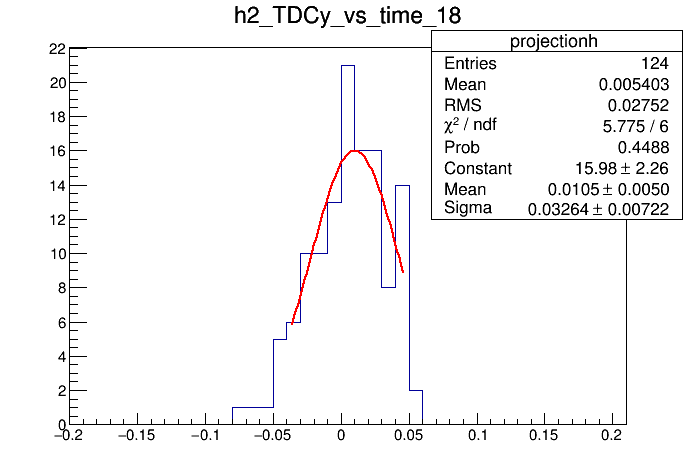 h2_TDCy_vs_time_18
projectionh
Entries 124
Mean 0.005403
RMS 0.02752
χ² / ndf 5.775 / 6
Prob 0.4488
Constant 15.98 ± 2.26
Mean 0.0105 ± 0.0050
Sigma 0.03264 ± 0.00722
22
20
18
16
14
12
10
8
6
4
2
0
−0.2 −0.15 −0.1 −0.05 0 0.05 0.1 0.15 0.2